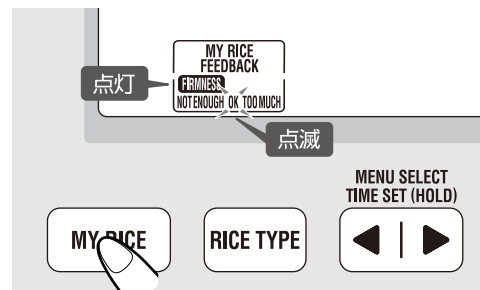 MY RICE
FEEDBACK
点灯
FIRMNESS
NOT ENOUGH OK TOO MUCH
点滅
MENU SELECT
TIME SET (HOLD)
MY RICE
RICE TYPE